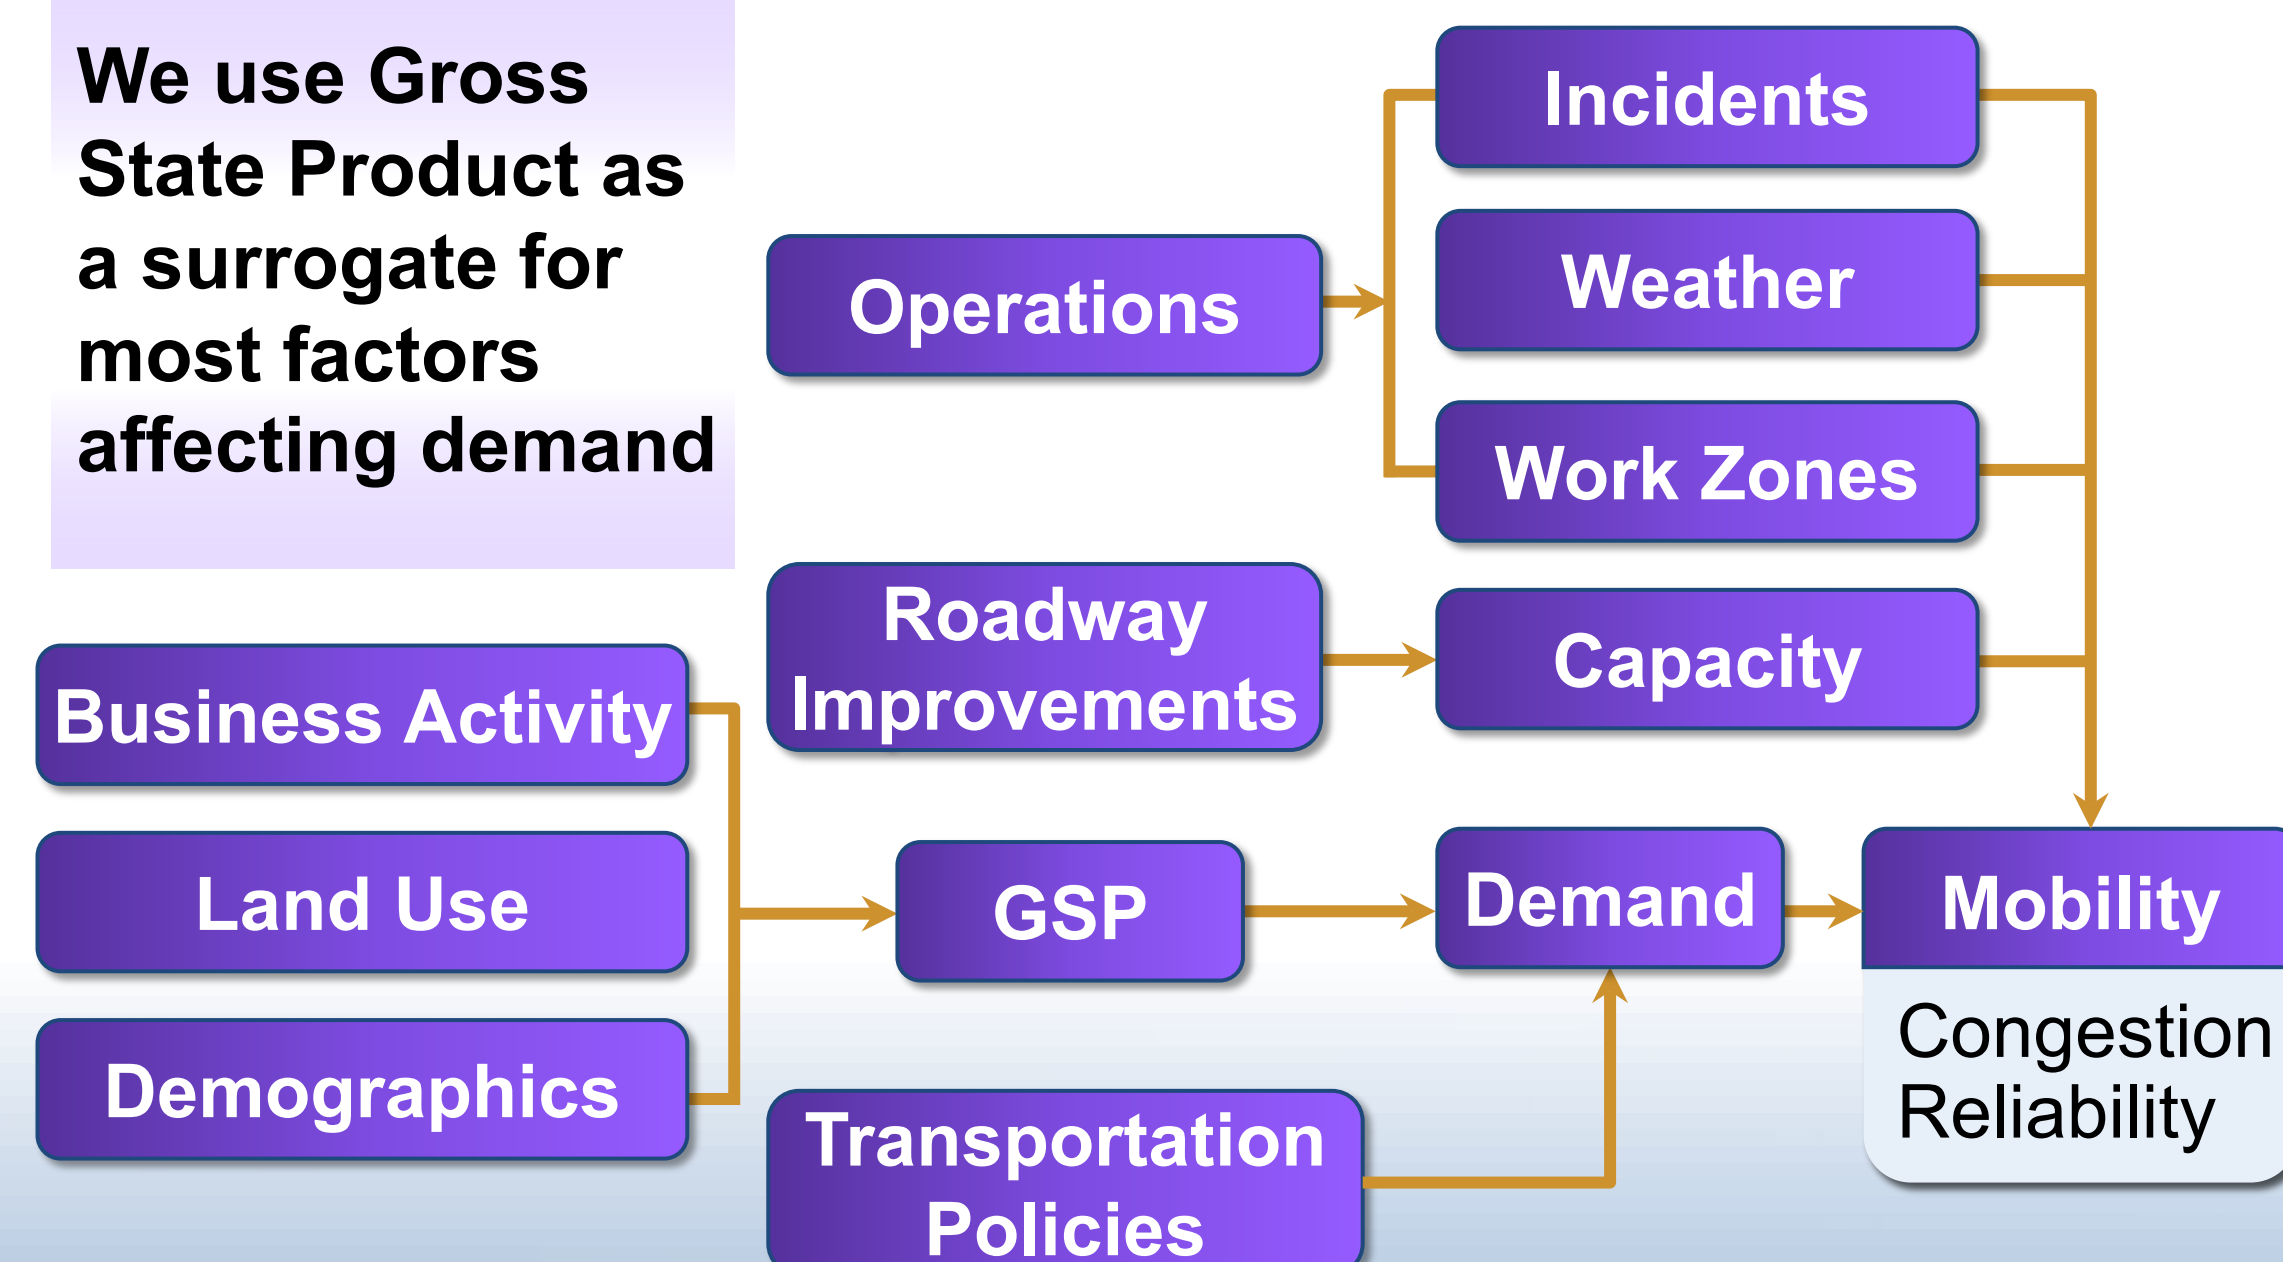 We use Gross
State Product as
a surrogate for
most factors
affecting demand
Incidents
Weather
Operations
Work Zones
Roadway
Improvements
Capacity
Business Activity
Land Use
Demographics
GSP
Demand
Mobility
Congestion
Reliability
Transportation
Policies